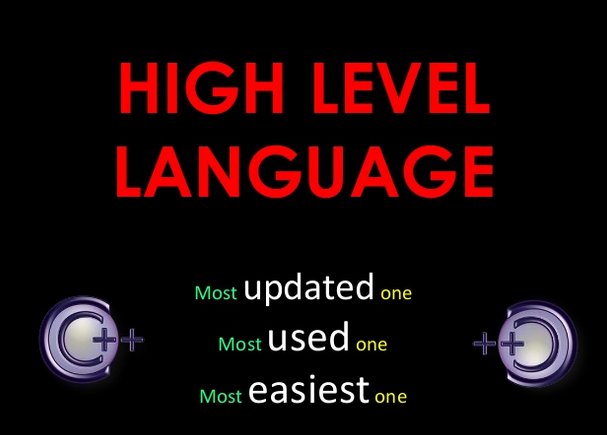 HIGH LEVEL
LANGUAGE
Most updated one
C++
Most used one
C++
Most easiest one